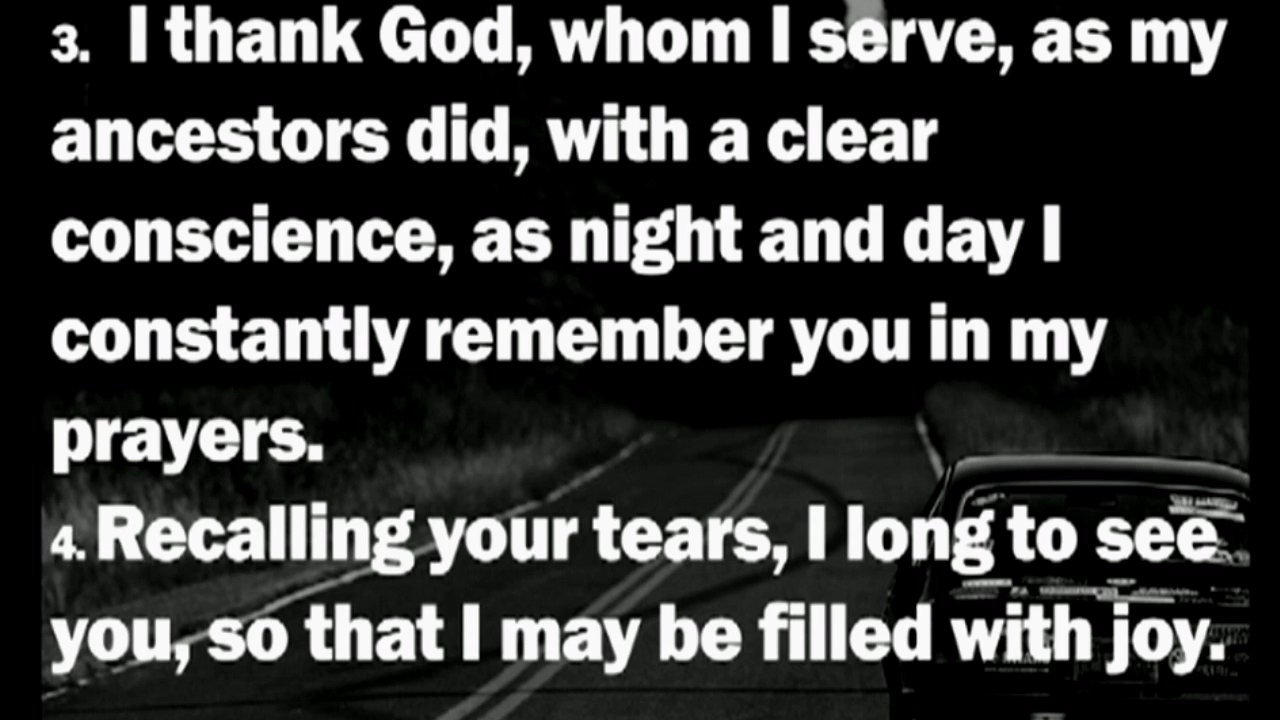 3. I thank God, whom I serve, as my
ancestors did, with a clear
conscience, as night and day I
constantly remember you in my
prayers.
4. Recalling your tears, I long to see
you, so that I may be filled with joy.